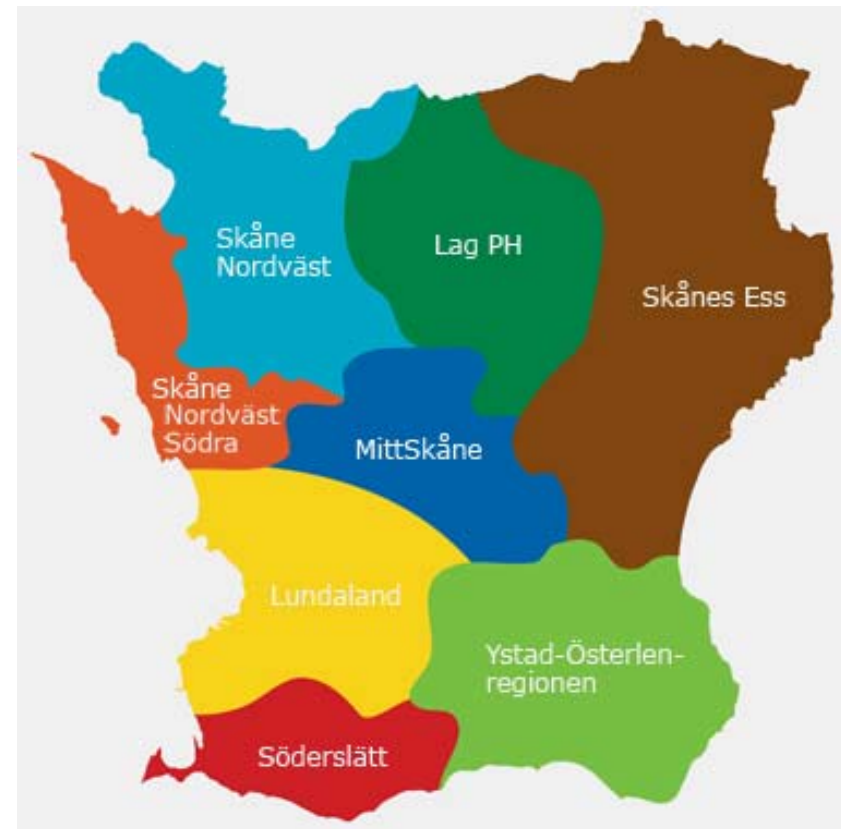 Skåne
Nordväst
Lag PH
Skånes Ess
Skåne
Nordväst
Södra
MittSkåne
Lundaland
Ystad-Österlen-
regionen
Söderslätt